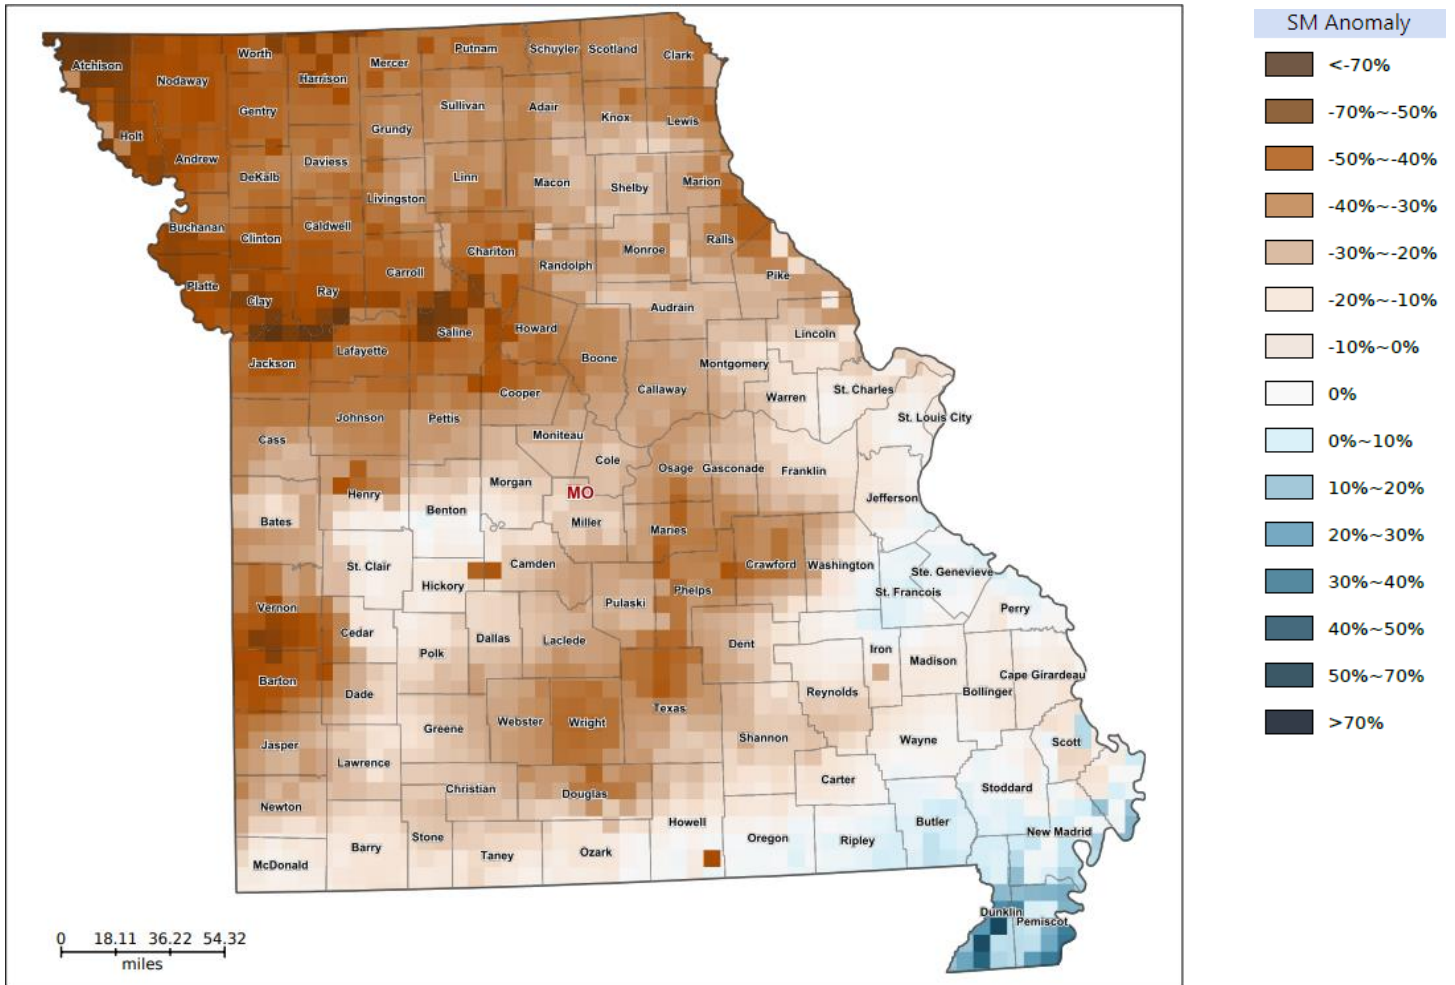 SM Anomaly
<-70%
-70%~-50%
-50%~-40%
-40%~-30%
-30%~-20%
-20%~-10%
-10%~0%
0%
0%~10%
10%~20%
20%~30%
30%~40%
40%~50%
50%~70%
>70%
Atchison
Nodaway
Worth
Harrison
Mercer
Putnam
Schuyler
Scotland
Clark
Holt
Gentry
Sullivan
Adair
Knox
Lewis
Grundy
Andrew
DeKalb
Daviess
Livingston
Linn
Macon
Shelby
Marion
Buchanan
Clinton
Caldwell
Chariton
Randolph
Monroe
Ralls
Platte
Clay
Ray
Carroll
Pike
Audrain
Saline
Howard
Lincoln
Jackson
Lafayette
Boone
Montgomery
Cooper
Callaway
Warren
St. Charles
Johnson
Pettis
St. Louis City
Cass
Moniteau
Cole
Osage
Gasconade
Franklin
Morgan
MO
Henry
Jefferson
Bates
Benton
Miller
Maries
St. Clair
Hickory
Camden
Crawford
Washington
Ste. Genevieve
Phelps
St. Francois
Vernon
Pulaski
Perry
Cedar
Polk
Dallas
Laclede
Dent
Iron
Madison
Barton
Dade
Reynolds
Cape Girardeau
Bollinger
Greene
Webster
Wright
Texas
Shannon
Wayne
Scott
Jasper
Lawrence
Christian
Douglas
Carter
Stoddard
Newton
Howell
Butler
New Madrid
McDonald
Barry
Stone
Taney
Ozark
Oregon
Ripley
Dunklin
Pemiscot
0 18.11 36.22 54.32
miles